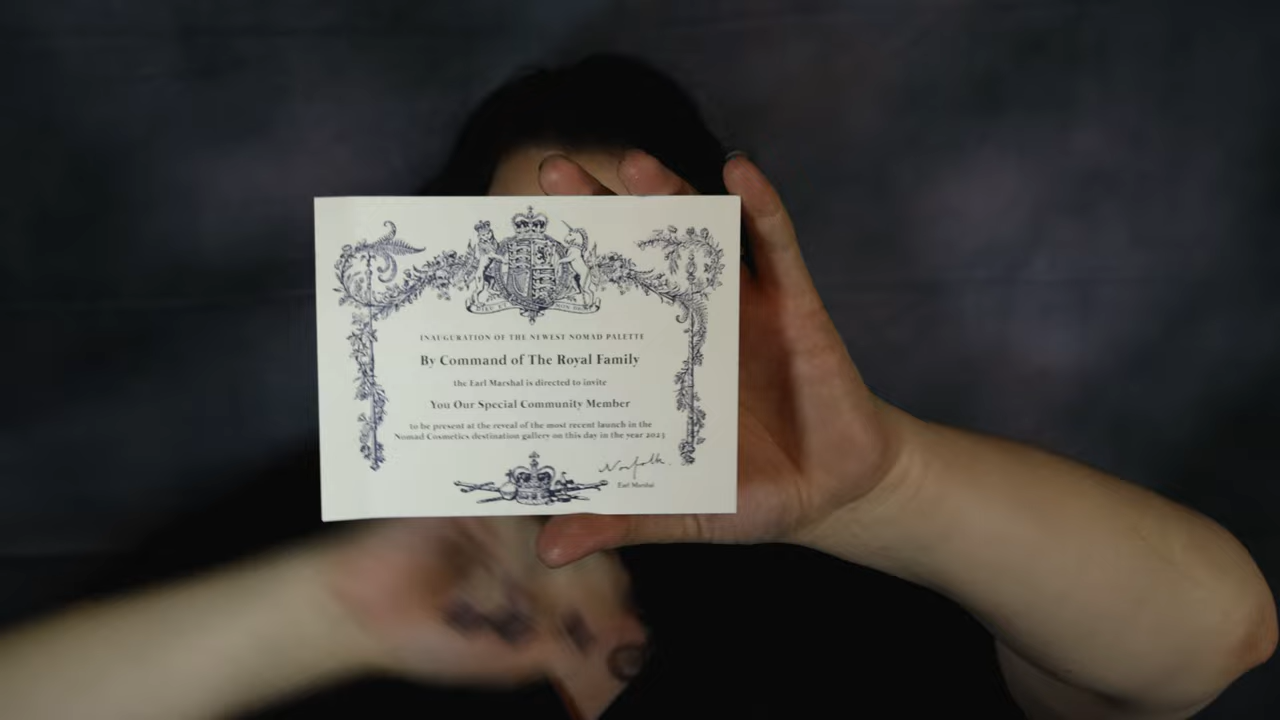 INAUGURATION OF THE NEWEST NOMAD PALETTE
By Command of The Royal Family
the Earl Marshal is directed to invite
You Our Special Community Member
to be present at the reveal of the most recent launch in the
Nomad Cosmetics destination gallery on this day in the year 2023
Norfolk.
Earl Marshal